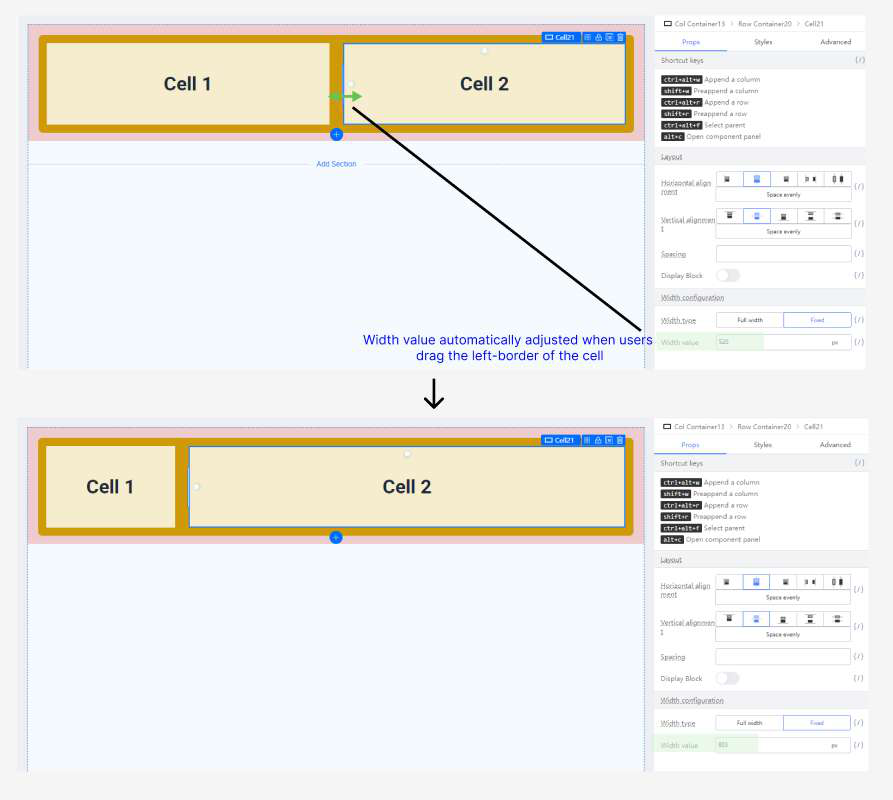 Cell21
Cell 1
Cell 2
Add Section
Width value automatically adjusted when users
drag the left-border of the cell
Col Container13 > Row Container20 > Cell21
Props Styles Advanced
Shortcut keys {/}
ctrl+alt+w Append a column
shift+w Preappend a column
ctrl+alt+r Append a row
shift+r Preappend a row
ctrl+alt+f Select parent
alt+c Open component panel
Layout
Horizontal align
ment
{/}
Space evenly
Vertical alignmen
t
{/}
Space evenly
Spacing {/}
Display Block {/}
Width configuration
Width type Full width Fixed {/}
Width value px {/}
Cell21
Cell 1
Cell 2
Col Container13 > Row Container20 > Cell21
Props Styles Advanced
Shortcut keys {/}
ctrl+alt+w Append a column
shift+w Preappend a column
ctrl+alt+r Append a row
shift+r Preappend a row
ctrl+alt+f Select parent
alt+c Open component panel
Layout
Horizontal align
ment
{/}
Space evenly
Vertical alignmen
t
{/}
Space evenly
Spacing {/}
Display Block {/}
Width configuration
Width type Full width Fixed {/}
Width value px {/}